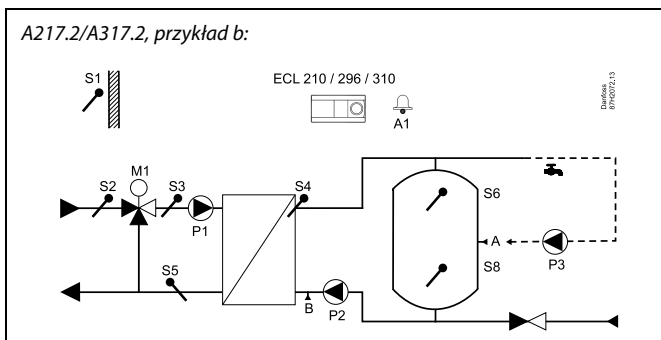 A217.2/A317.2, przykład b:
S1
ECL 210 / 296 / 310
A1
Danfoss
87H2072.13
M1
S2
S3
S4
P1
S6
A
P3
S8
S5
B
P2